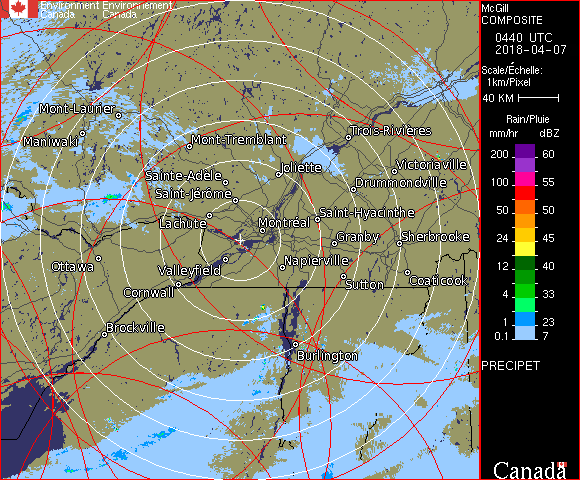 Environment Environnement
Canada Canada
McGill
COMPOSITE
0440 UTC
2018-04-07
Scale/Échelle:
1km/Pixel
40 KM
Rain/Pluie
mm/hr dBZ
200 60
100 55
50 50
24 45
12 40
4 33
1 23
0.1 7
PRECIPET
Canada
Mont-Laurier
Maniwaki
Mont-Tremblant
Trois-Rivières
Joliette
Victoriaville
Sainte-Adèle
Drummondville
Saint-Jérôme
Saint-Hyacinthe
Lachute
Montréal
Granby
Sherbrooke
Ottawa
Valleyfield
Napierville
Cornwall
Sutton
Coaticook
Brockville
Burlington